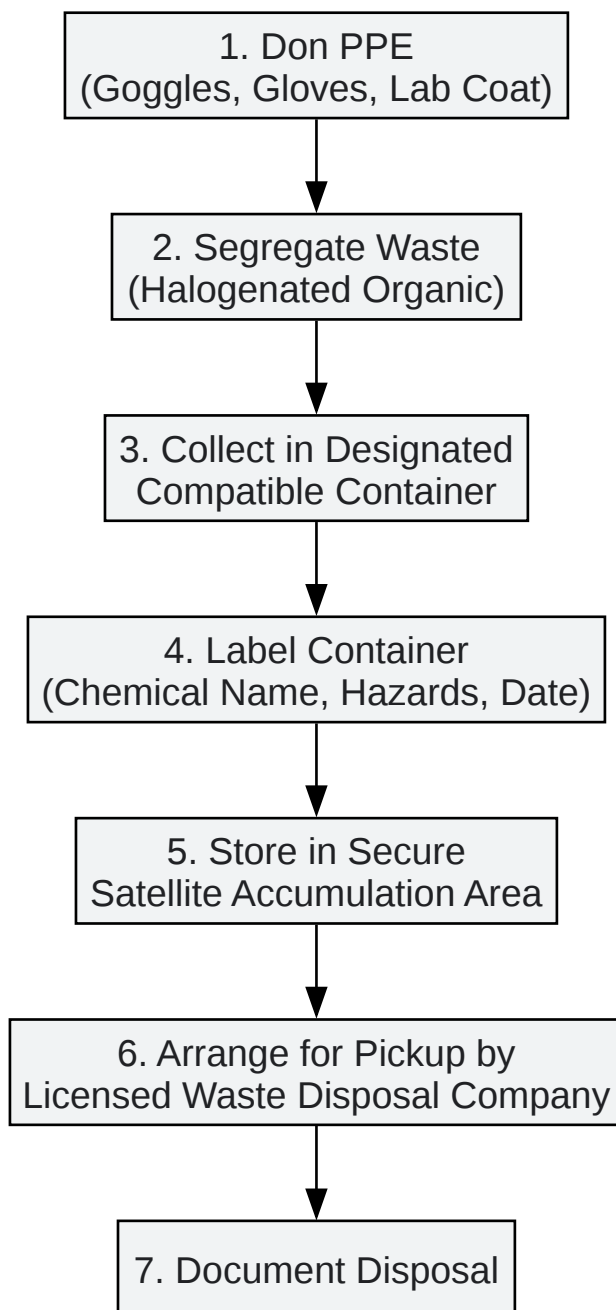 1. Don PPE
(Goggles, Gloves, Lab Coat)
2. Segregate Waste
(Halogenated Organic)
3. Collect in Designated
Compatible Container
4. Label Container
(Chemical Name, Hazards, Date)
5. Store in Secure
Satellite Accumulation Area
6. Arrange for Pickup by
Licensed Waste Disposal Company
7. Document Disposal